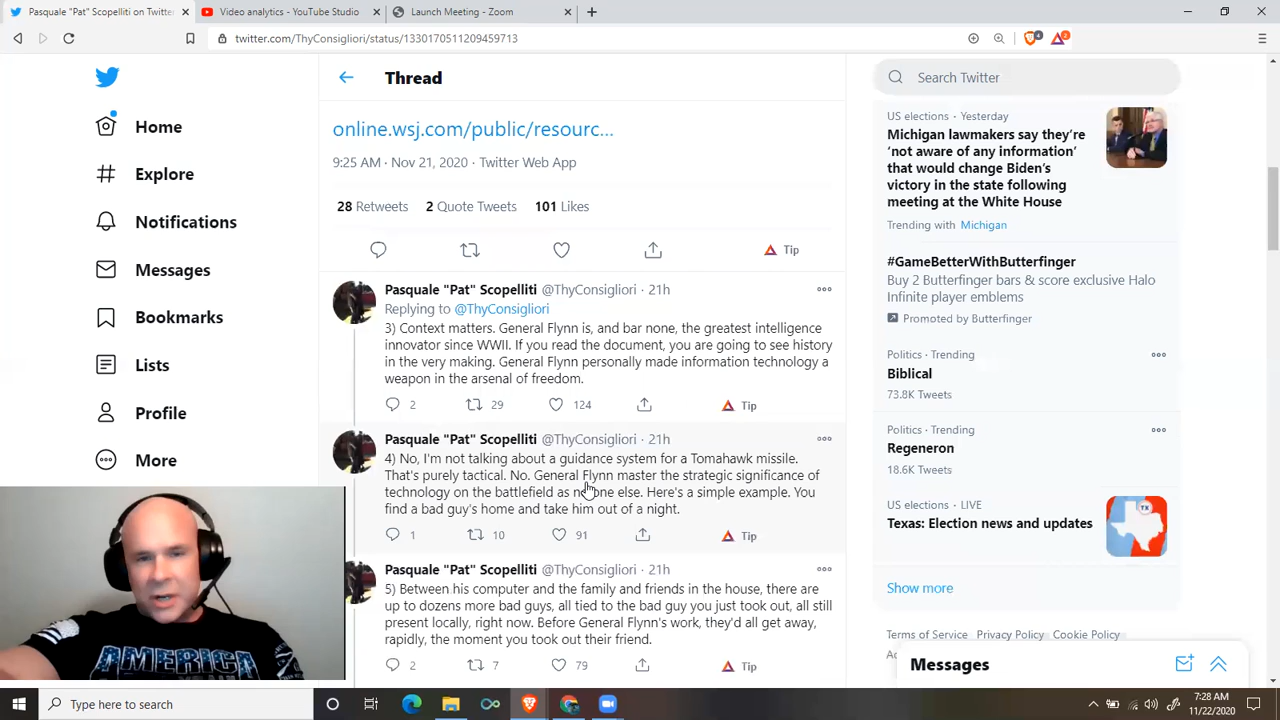 Pasquale "Pat" Scopelliti on Twitte
Video analytics - YouTube Studio
Launch Meeting - Zoom
twitter.com/ThyConsigliori/status/1330170511209459713
4
2
Home
Explore
Notifications
Messages
Bookmarks
Lists
Profile
More
Thread
online.wsj.com/public/resourc...
9:25 AM · Nov 21, 2020 · Twitter Web App
28 Retweets 2 Quote Tweets 101 Likes
Tip
Pasquale "Pat" Scopelliti @ThyConsigliori · 21h
Replying to @ThyConsigliori
3) Context matters. General Flynn is, and bar none, the greatest intelligence
innovator since WWII. If you read the document, you are going to see history
in the very making. General Flynn personally made information technology a
weapon in the arsenal of freedom.
2 29 124 Tip
Pasquale "Pat" Scopelliti @ThyConsigliori · 21h
4) No, I'm not talking about a guidance system for a Tomahawk missile.
That's purely tactical. No. General Flynn master the strategic significance of
technology on the battlefield as no one else. Here's a simple example. You
find a bad guy's home and take him out of a night.
1 10 91 Tip
Pasquale "Pat" Scopelliti @ThyConsigliori · 21h
5) Between his computer and the family and friends in the house, there are
up to dozens more bad guys, all tied to the bad guy you just took out, all still
present locally, right now. Before General Flynn's work, they'd all get away,
rapidly, the moment you took out their friend.
2 7 79 Tip
Search Twitter
US elections · Yesterday
Michigan lawmakers say they're
'not aware of any information'
that would change Biden's
victory in the state following
meeting at the White House
Trending with Michigan
#GameBetterWithButterfinger
Buy 2 Butterfinger bars & score exclusive Halo
Infinite player emblems
Promoted by Butterfinger
Politics · Trending
Biblical
73.8K Tweets
Politics · Trending
Regeneron
18.6K Tweets
US elections · LIVE
Texas: Election news and updates
Show more
Terms of Service Privacy Policy Cookie Policy
Messages
AMERICA
Type here to search
7:28 AM
11/22/2020